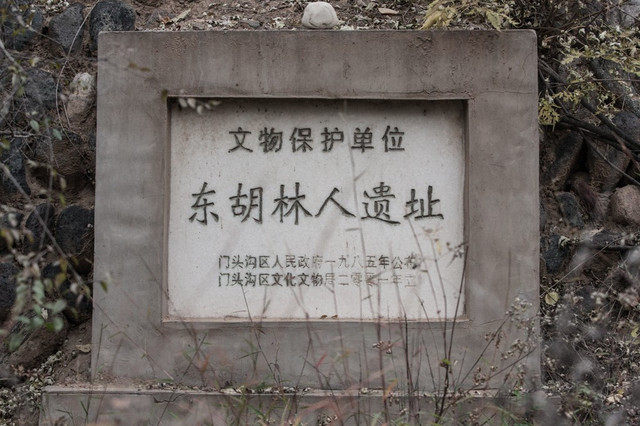 文物保护单位
东胡林人遗址
门头沟区人民政府一九八五年公布
门头沟区文化文物局二零零一年立